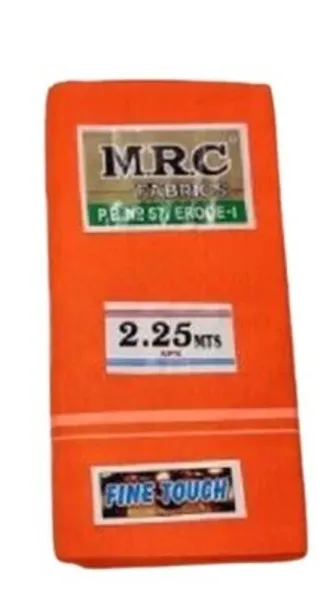 MRC
FABRICS
P.B.Nº 57, ERODE-1
2.25 MTS
FINE TOUCH